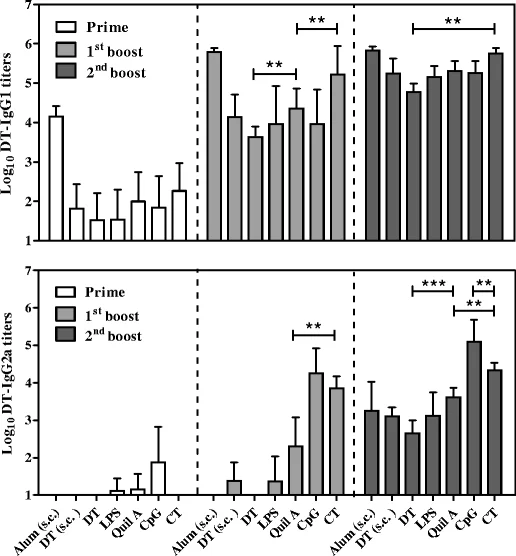 Log10 DT-IgG1 titers
7
6
5
4
3
2
1
Prime
1st boost
2nd boost
** ** **
Log10 DT-IgG2a titers
7
6
5
4
3
2
1
Prime
1st boost
2nd boost
** *** ** **
Alum (s.c.) DT (s.c.) DT LPS Quil A CpG CT Alum (s.c.) DT (s.c.) DT LPS Quil A CpG CT Alum (s.c.) DT (s.c.) DT LPS Quil A CpG CT